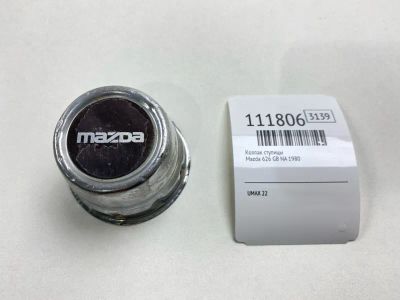 mazda
111806 3139
Колпак ступицы
Mazda 626 GB NA 1980
UMAX 22